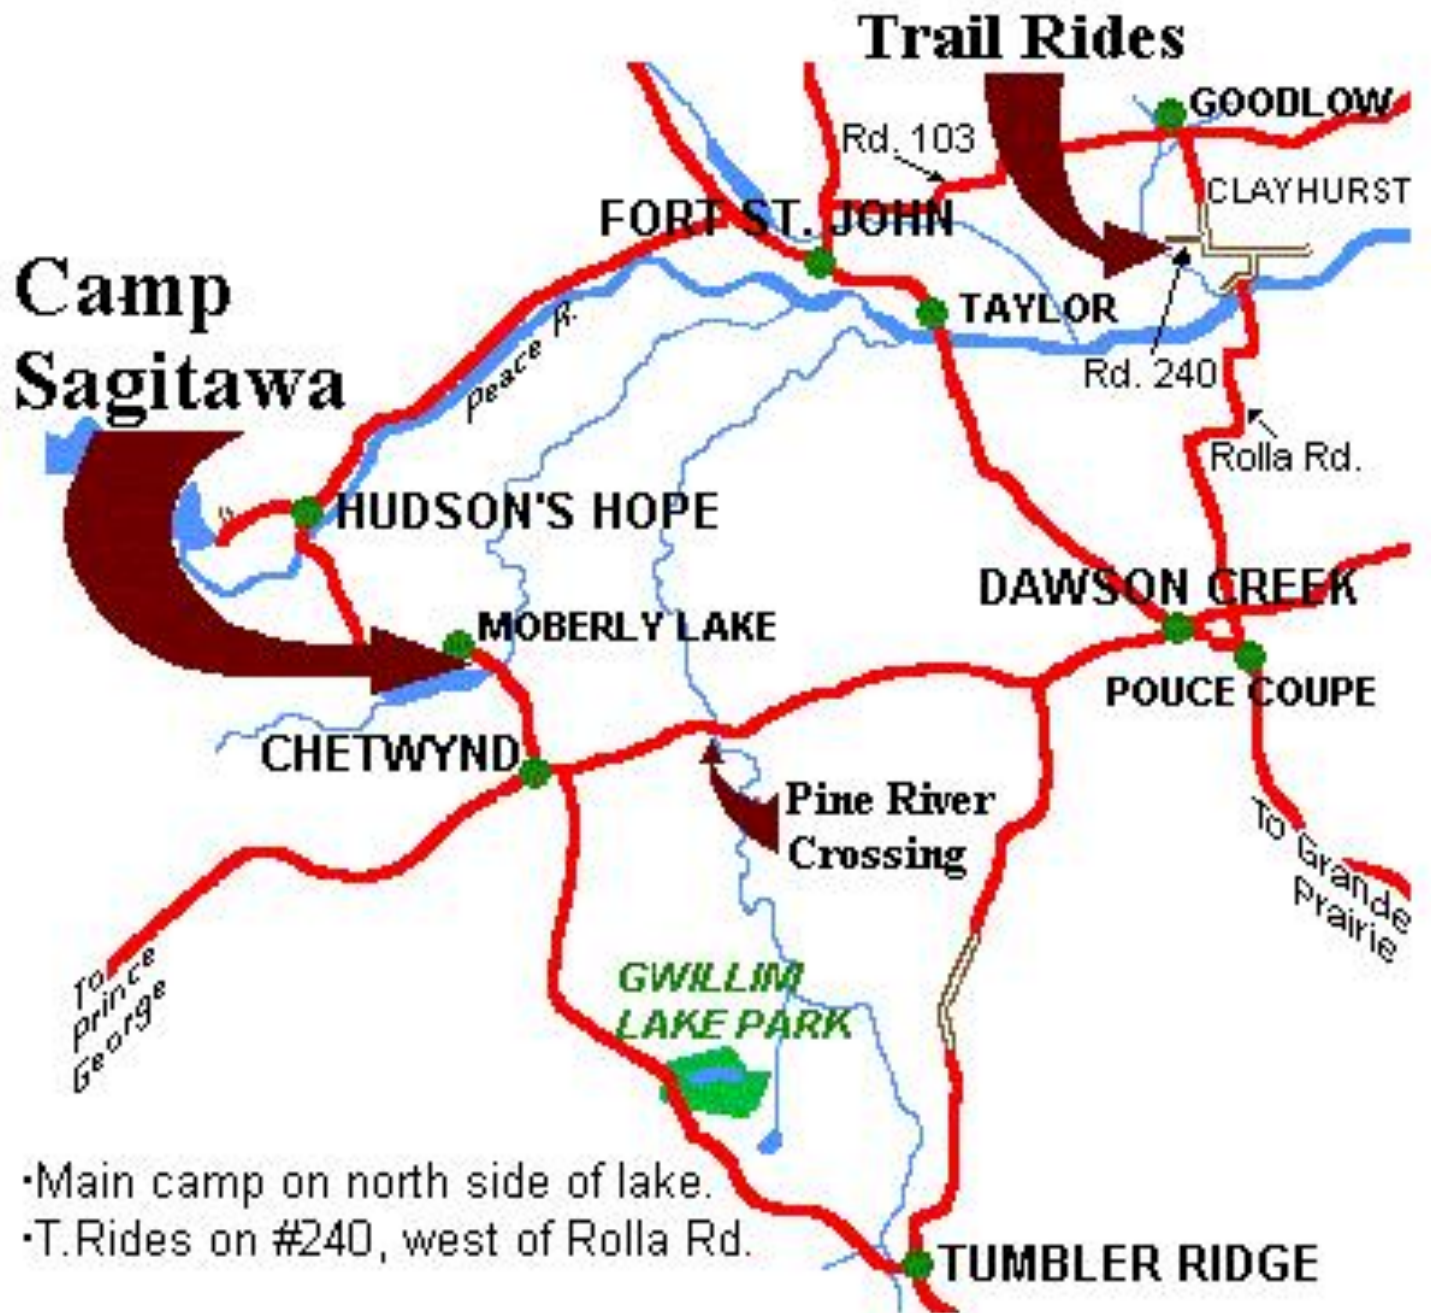 Trail Rides
GOODLOW
Rd. 103
CLAYHURST
FORT ST. JOHN
Camp
Sagitawa
TAYLOR
Peace R.
Rd. 240
Rolla Rd.
HUDSON'S HOPE
DAWSON CREEK
MOBERLY LAKE
POUCE COUPE
CHETWYND
Pine River
Crossing
To Grande
Prairie
To
Prince
George
GWILLIM
LAKE PARK
·Main camp on north side of lake.
·T.Rides on #240, west of Rolla Rd.
TUMBLER RIDGE